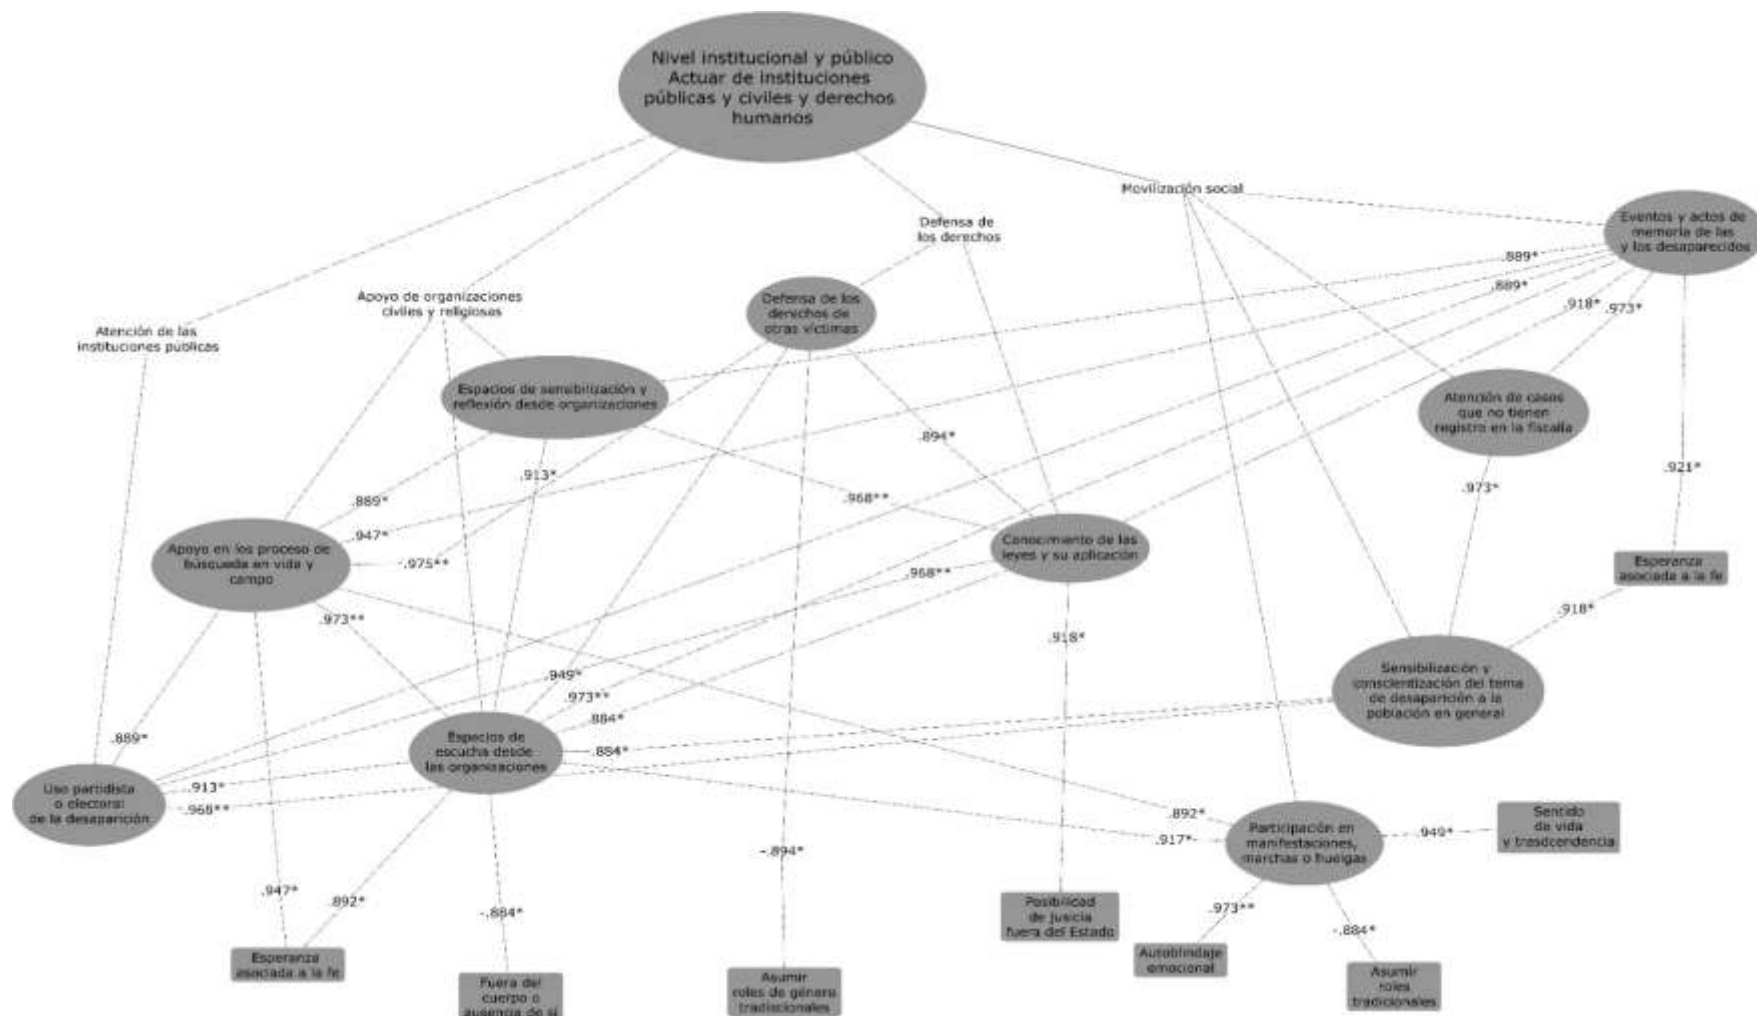 Nivel institucional y público
Actuar de instituciones
públicas y civiles y derechos
humanos
Movilización social
Eventos y actos de
memoria de las
y los desaparecidos
Defensa de
los derechos
.889*
.889*
.918*
.973*
Apoyo de organizaciones
civiles y religiosas
Defensa de los
derechos de
otras víctimas
Atención de las
instituciones públicas
Espacios de sensibilización y
reflexión desde organizaciones
Atención de casos
que no tienen
registro en la fiscalía
.894*
.913*
.921*
.889*
.968**
.973*
.947*
Apoyo en los proceso de
búsqueda en vida y
campo
-.975**
Conocimiento de las
leyes y su aplicación
.968**
Esperanza
asociada a la fe
.973**
.918*
.918*
.949*
.973**
.884*
.884*
Sensibilización y
conscientización del tema
de desaparición a la
población en general
.889*
Espacios de
escucha desde
las organizaciones
Uso partidista
o electoral
de la desaparición
.913*
.968**
.892*
.917*
Participación en
manifestaciones,
marchas o huelgas
.949*
Sentido
de vida
y trasdcendencia
-.894*
.947*
.892*
-.884*
Posibilidad
de jusicia
fuera del Estado
.973**
-.884*
Esperanza
asociada a la fe
Fuera del
cuerpo o
ausencia de sí
Asumir
roles de género
tradiscionales
Autoblindaje
emocional
Asumir
roles
tradicionales